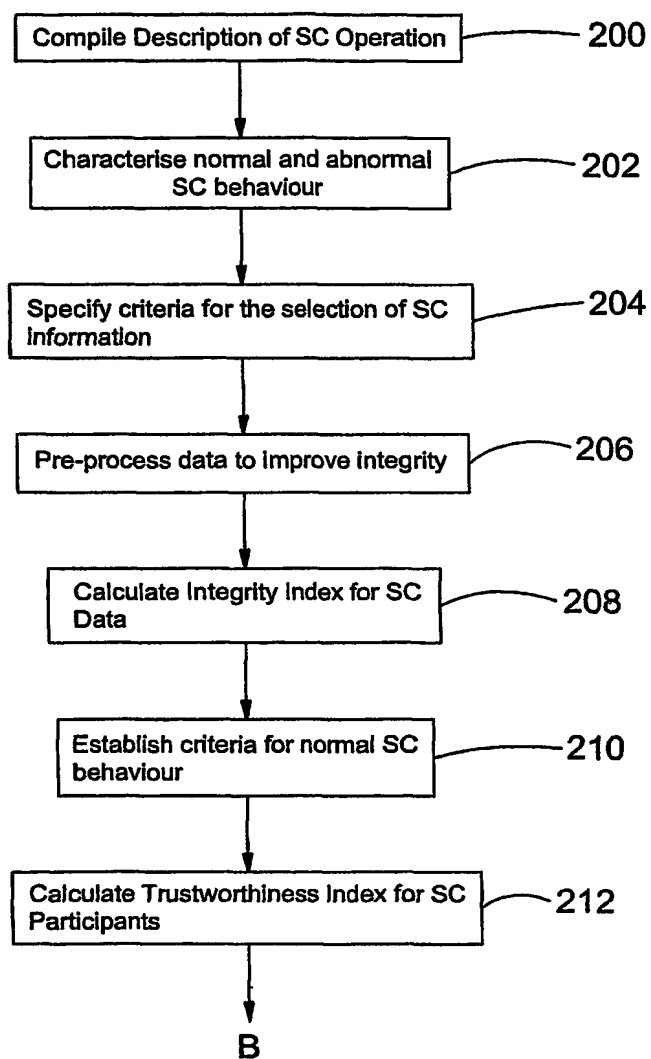 Compile Description of SC Operation
200
Characterise normal and abnormal
SC behaviour
202
Specify criteria for the selection of SC
information
204
Pre-process data to improve integrity
206
Calculate Integrity Index for SC
Data
208
Establish criteria for normal SC
behaviour
210
Calculate Trustworthiness Index for SC
Participants
212
B